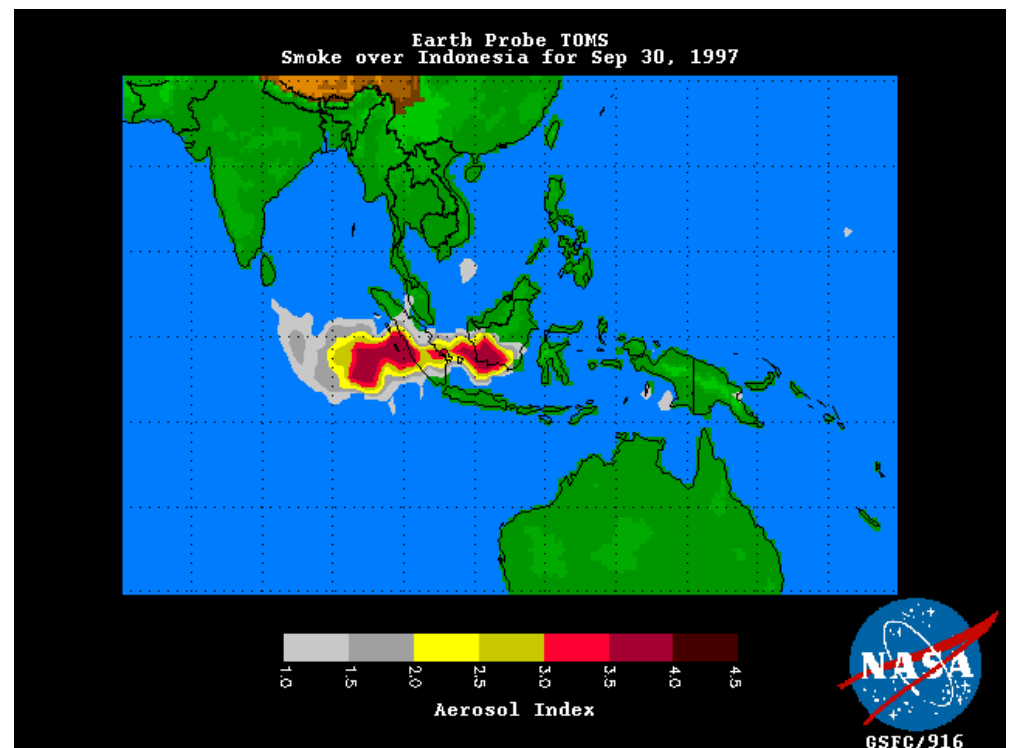 Earth Probe TOMS
Smoke over Indonesia for Sep 30, 1997
1.0 1.5 2.0 2.5 3.0 3.5 4.0 4.5
Aerosol Index
NASA
GSFC/916